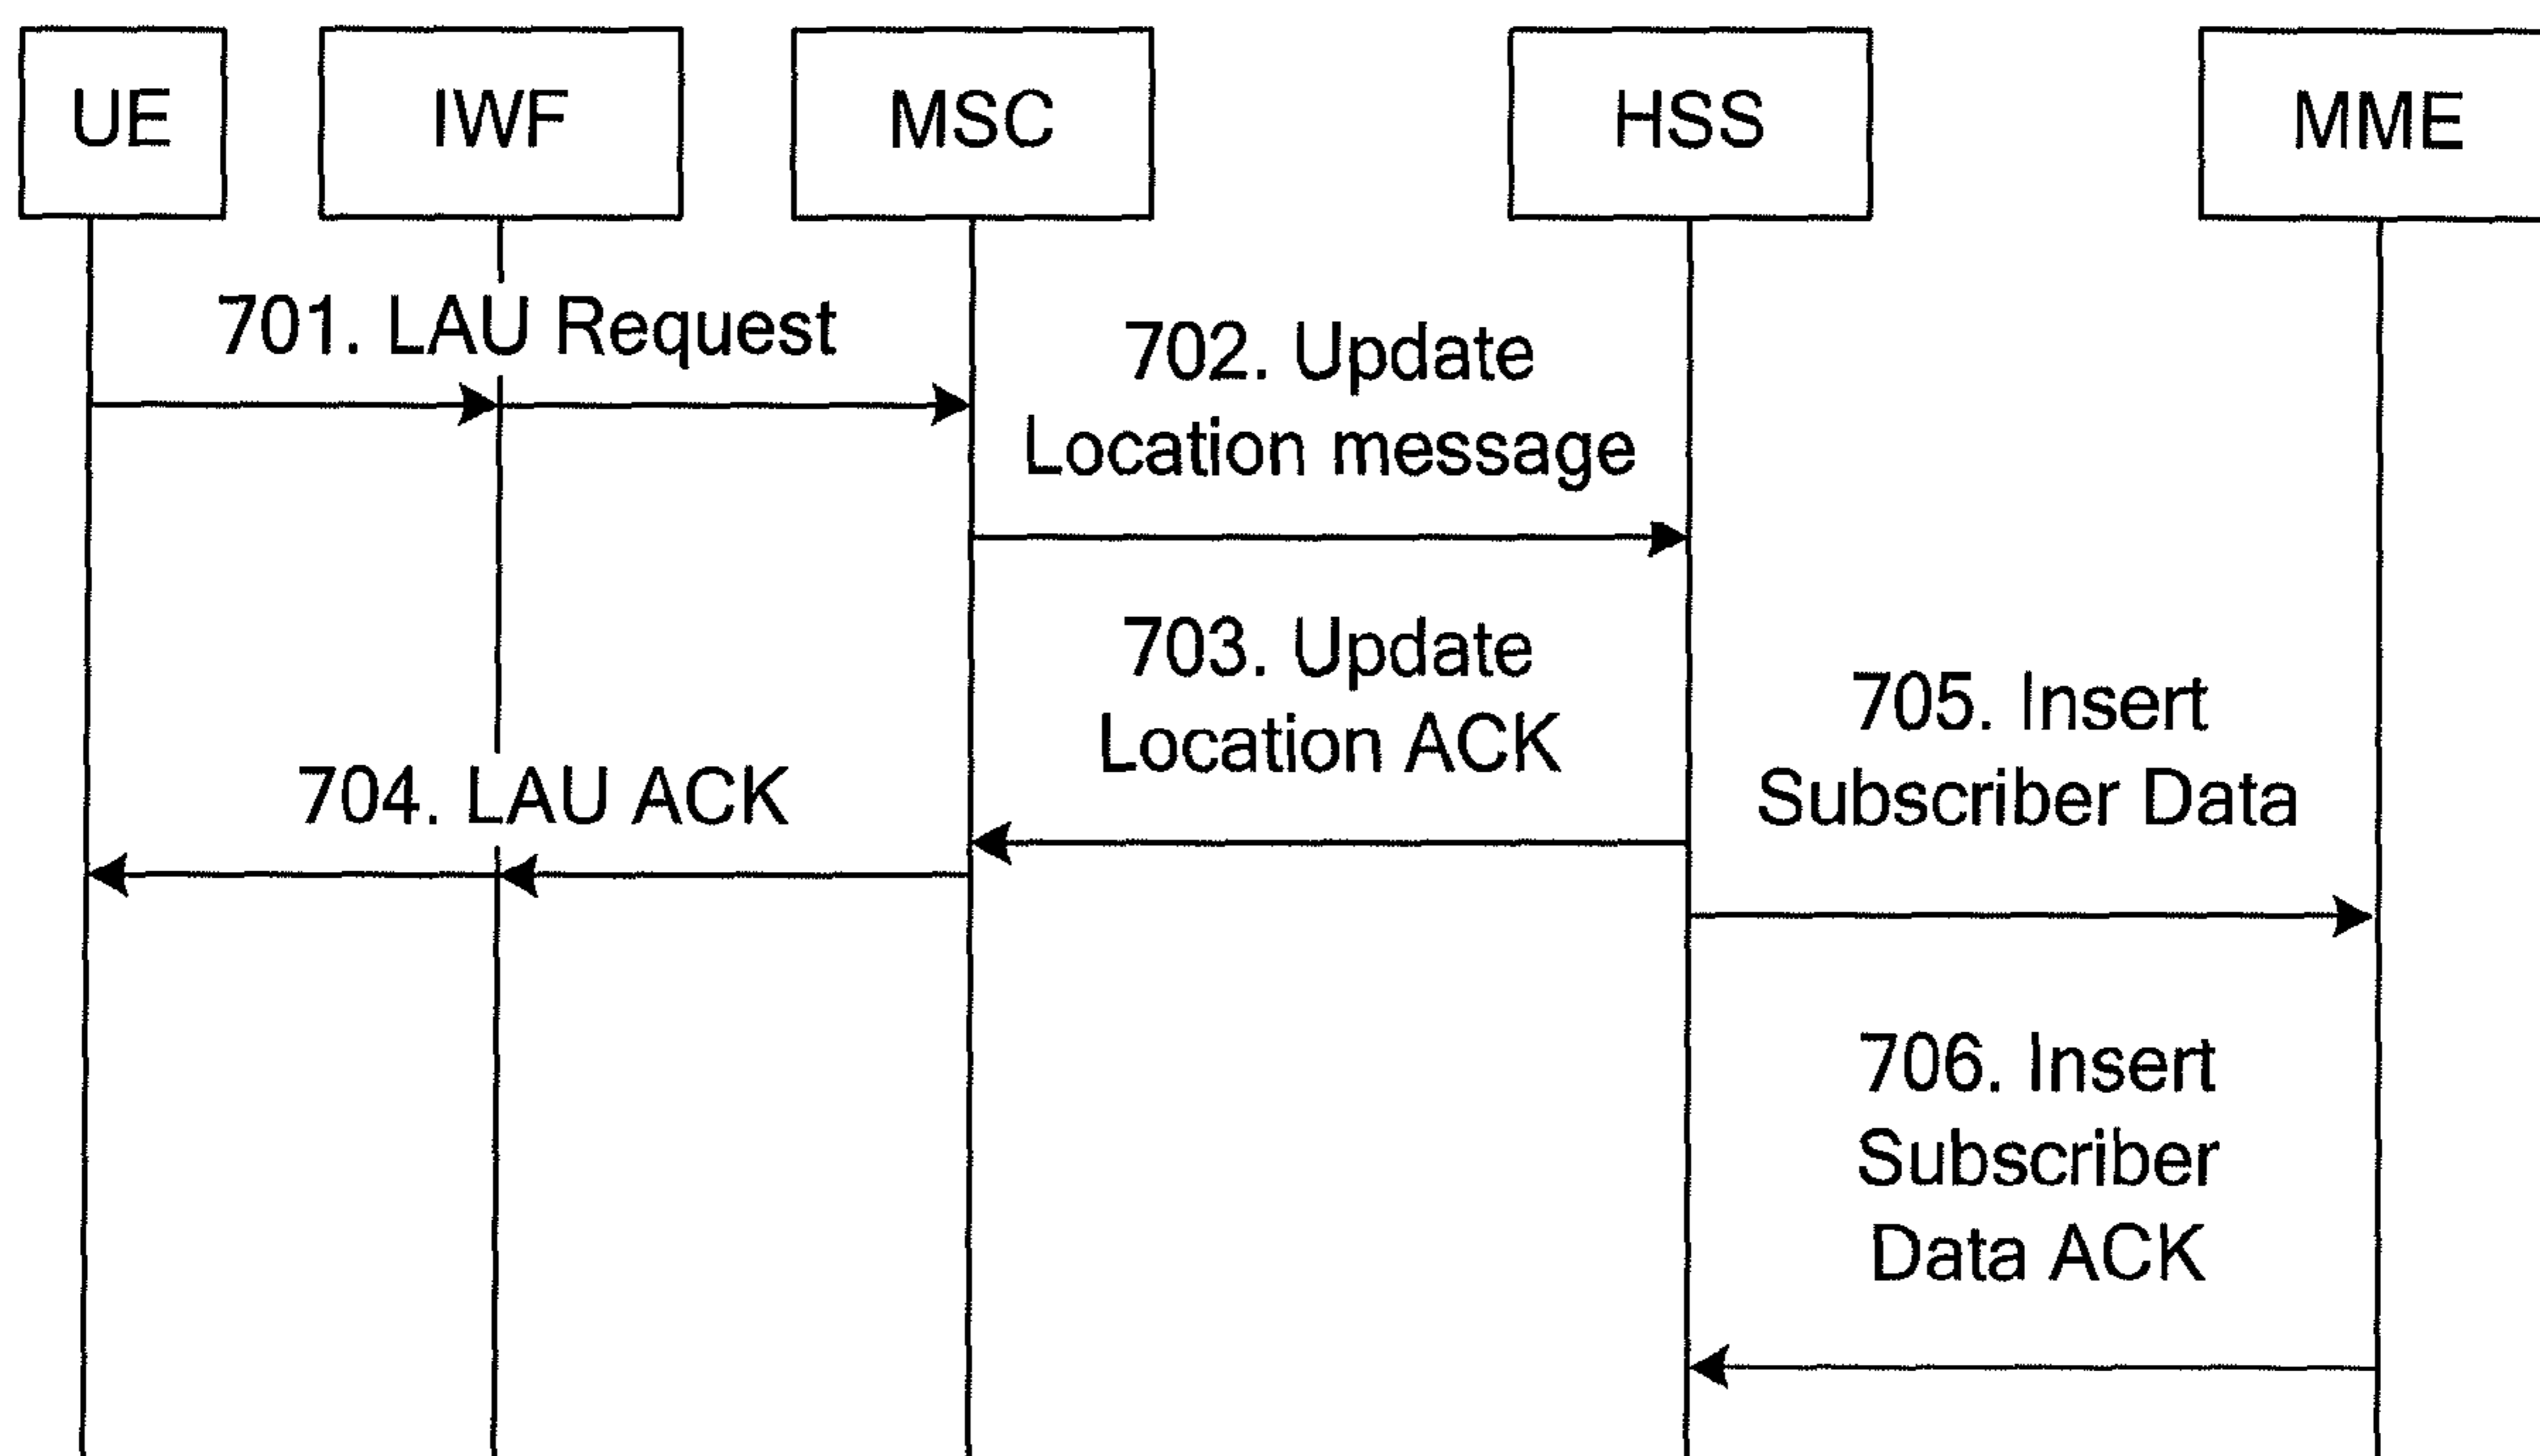 UE
IWF
MSC
HSS
MME
701. LAU Request
702. Update
Location message
703. Update
Location ACK
704. LAU ACK
705. Insert
Subscriber Data
706. Insert
Subscriber
Data ACK